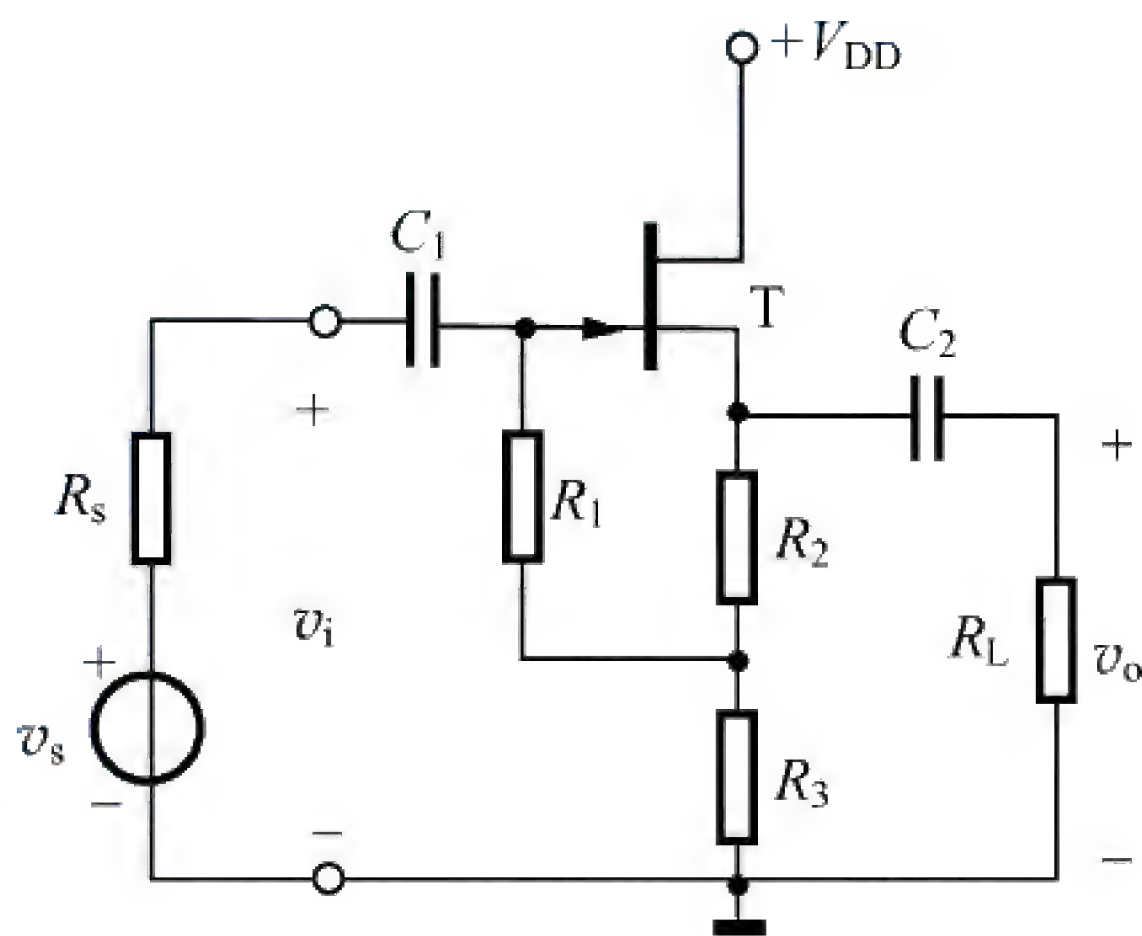 +V_DD
C_1
T
C_2
+
+
R_s
R_1
R_2
v_i
R_L
v_o
+
v_s
−
R_3
−
−